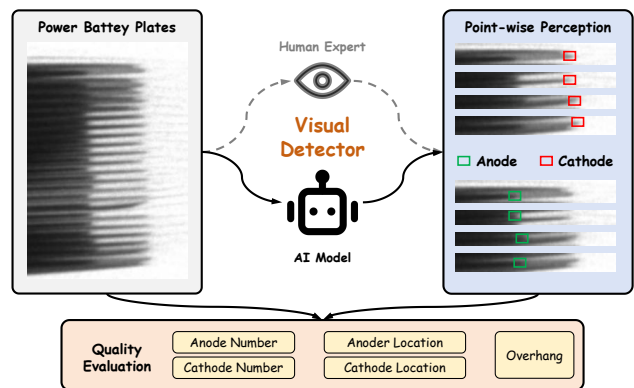 Power Battey Plates
Human Expert
Visual
Detector
AI Model
Point-wise Perception
Anode
Cathode
Quality
Evaluation
Anode Number
Cathode Number
Anoder Location
Cathode Location
Overhang